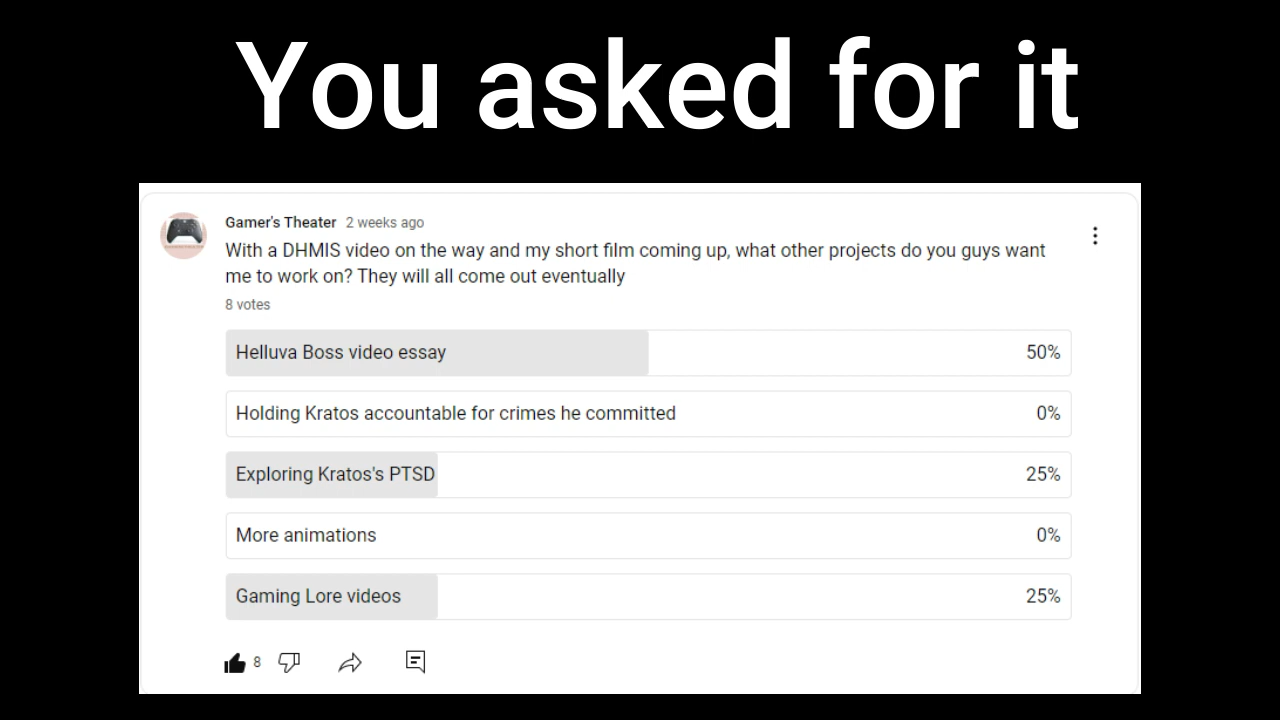 You asked for it
Gamer's Theater 2 weeks ago
With a DHMIS video on the way and my short film coming up, what other projects do you guys want
me to work on? They will all come out eventually
8 votes
Helluva Boss video essay 50%
Holding Kratos accountable for crimes he committed 0%
Exploring Kratos's PTSD 25%
More animations 0%
Gaming Lore videos 25%
8